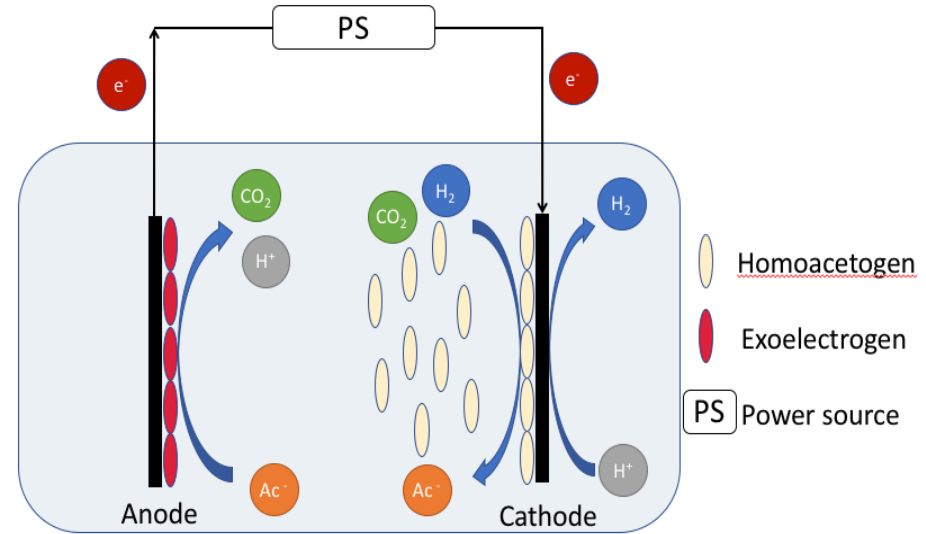 PS
e-
e-
CO2
H+
CO2
H2
H2
Homoacetogen
Exoelectrogen
PS Power source
Ac-
Ac-
H+
Anode
Cathode